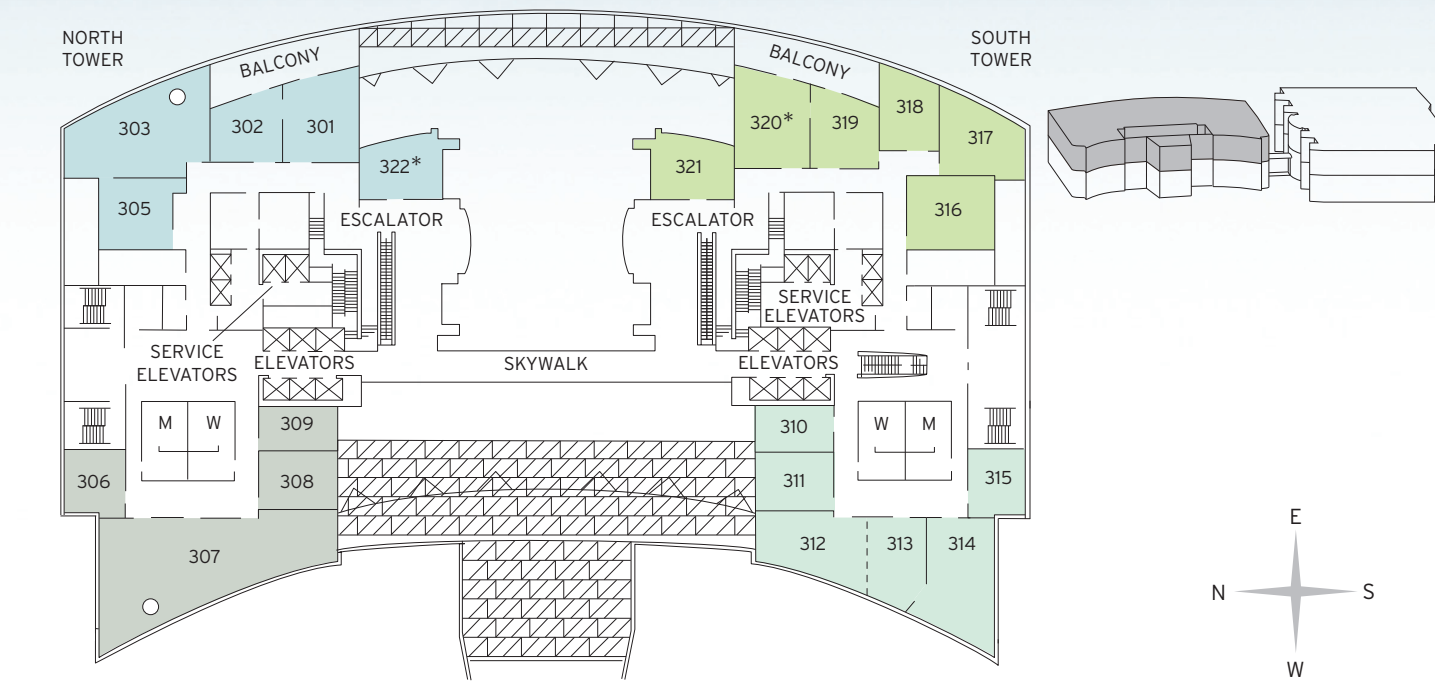 NORTH
TOWER
BALCONY
BALCONY
SOUTH
TOWER
303
302
301
322*
305
320*
319
318
317
321
316
ESCALATOR
ESCALATOR
SERVICE
ELEVATORS
SERVICE
ELEVATORS
ELEVATORS
SKYWALK
ELEVATORS
M W
W M
309
308
306
307
310
311
315
312
313
314
E
N S
W